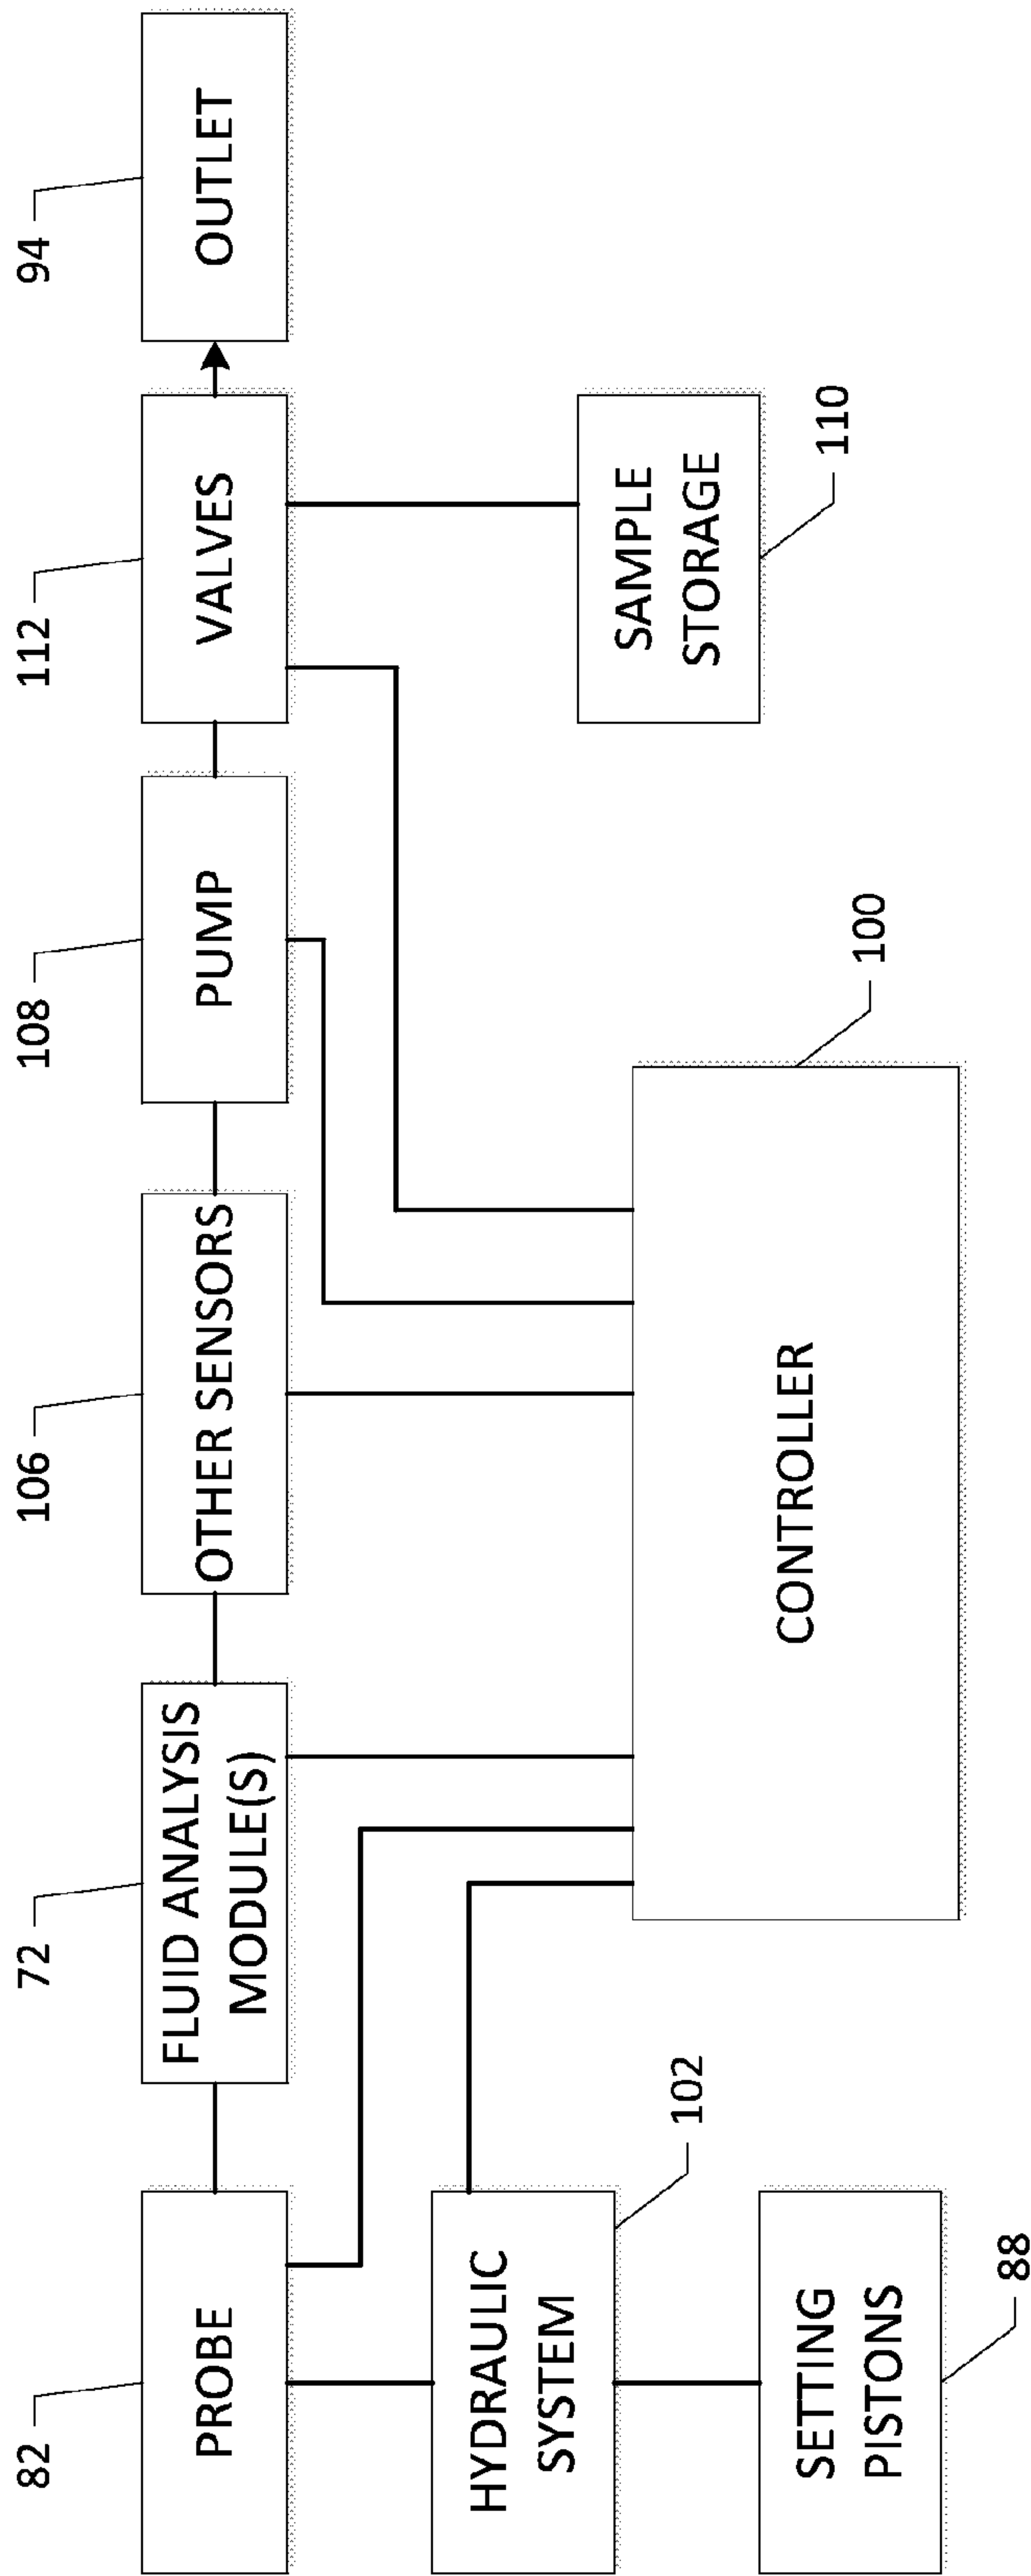 82
72
106
108
112
94
PROBE
FLUID ANALYSIS
MODULE(S)
OTHER SENSORS
PUMP
VALVES
OUTLET
HYDRAULIC
SYSTEM
102
SETTING
PISTONS
88
CONTROLLER
100
SAMPLE
STORAGE
110